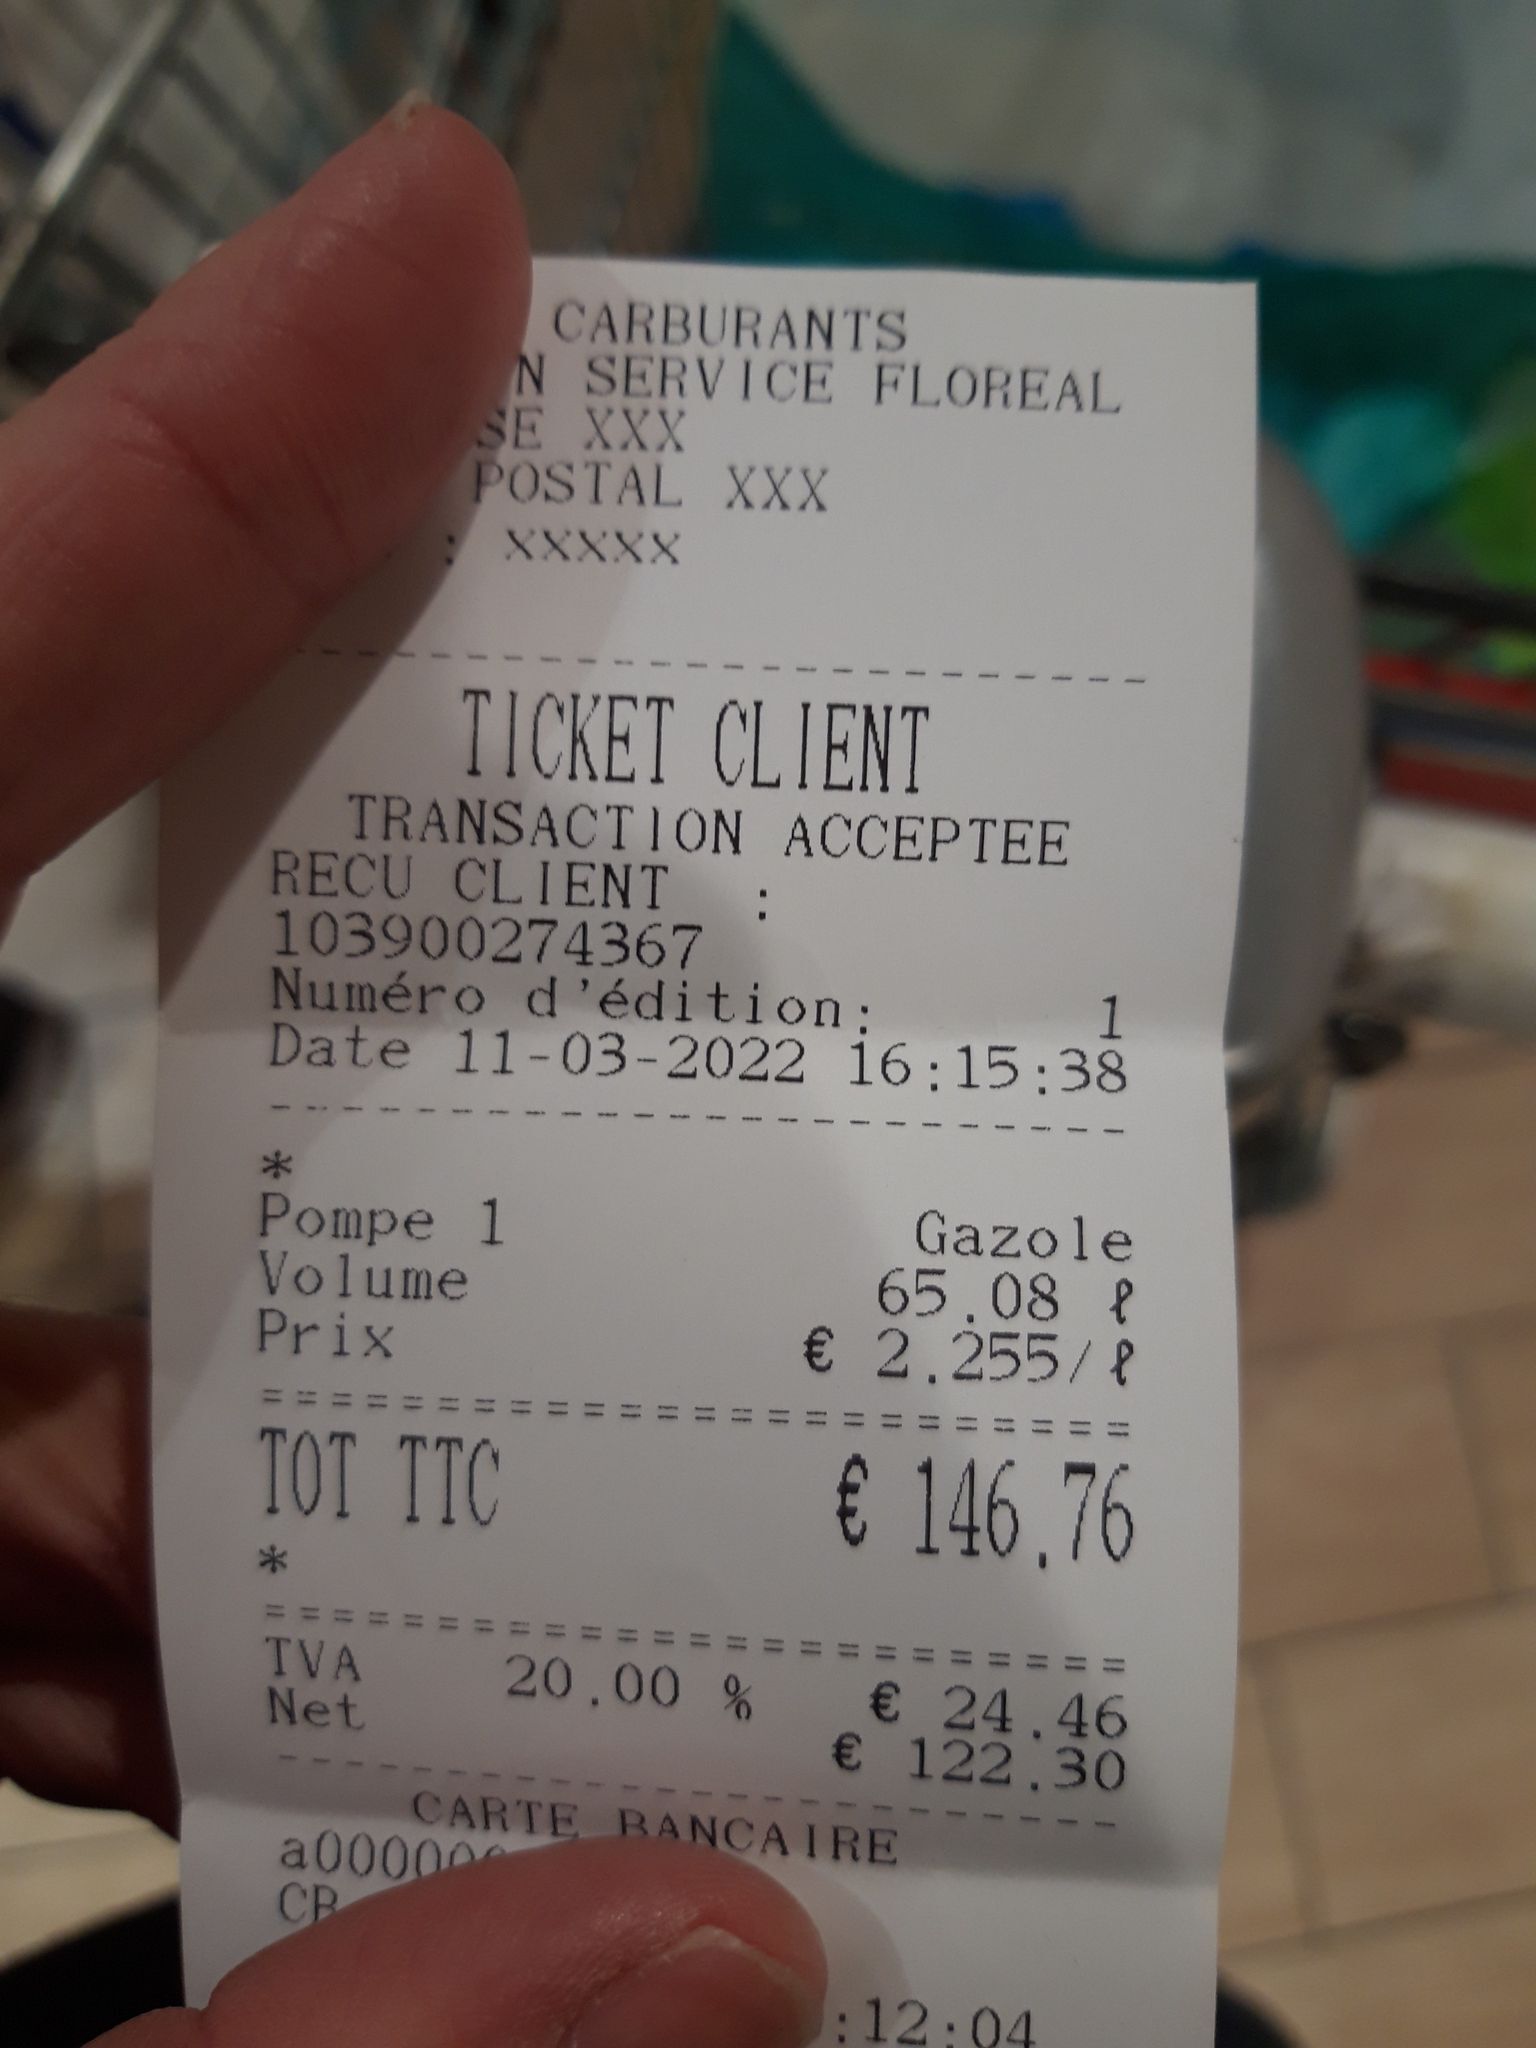 CARBURANTS
N SERVICE FLOREAL
SE XXX
POSTAL XXX
: XXXXX
TICKET CLIENT
TRANSACTION ACCEPTEE
RECU CLIENT :
103900274367
Numéro d'édition: 1
Date 11-03-2022 16:15:38
*
Pompe 1 Gazole
Volume 65.08 ℓ
Prix € 2.255/ℓ
TOT TTC € 146.76
*
TVA 20.00 % € 24.46
Net € 122.30
CARTE BANCAIRE
a000000
CB
:12:04